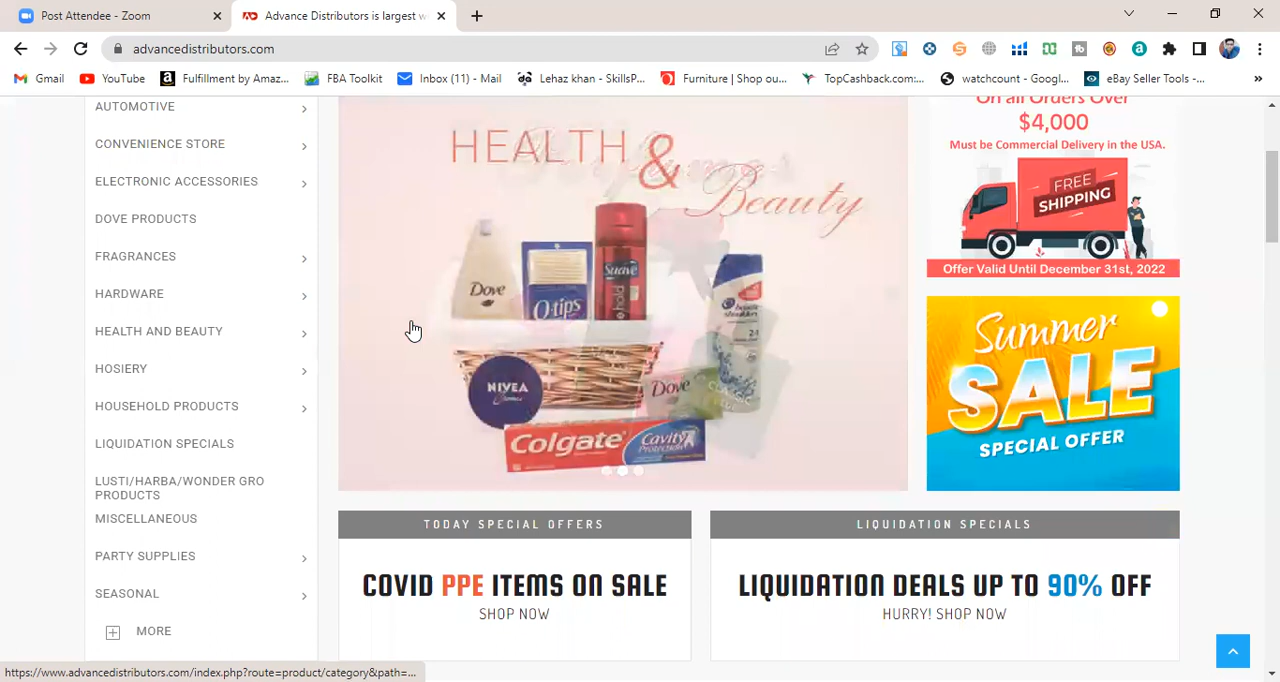 Post Attendee - Zoom
Advance Distributors is largest w
advancedistributors.com
Gmail
YouTube
Fulfillment by Amaz...
FBA Toolkit
Inbox (11) - Mail
Lehaz khan - SkillsP...
Furniture | Shop ou...
TopCashback.com:...
watchcount - Googl...
eBay Seller Tools -...
»
AUTOMOTIVE
CONVENIENCE STORE
ELECTRONIC ACCESSORIES
DOVE PRODUCTS
FRAGRANCES
HARDWARE
HEALTH AND BEAUTY
HOSIERY
HOUSEHOLD PRODUCTS
LIQUIDATION SPECIALS
LUSTI/HARBA/WONDER GRO
PRODUCTS
MISCELLANEOUS
PARTY SUPPLIES
SEASONAL
MORE
HEALTH &
Beauty
Dove
Q-tips
Suave
hold
head &
shoulders
2in1
NIVEA
Creme
Dove
CLASSIC
Colgate
Cavity
Protection
On all Orders Over
$4,000
Must be Commercial Delivery in the USA.
FREE
SHIPPING
Offer Valid Until December 31st, 2022
Summer
SALE
SPECIAL OFFER
TODAY SPECIAL OFFERS
COVID PPE ITEMS ON SALE
SHOP NOW
LIQUIDATION SPECIALS
LIQUIDATION DEALS UP TO 90% OFF
HURRY! SHOP NOW
https://www.advancedistributors.com/index.php?route=product/category&path=...